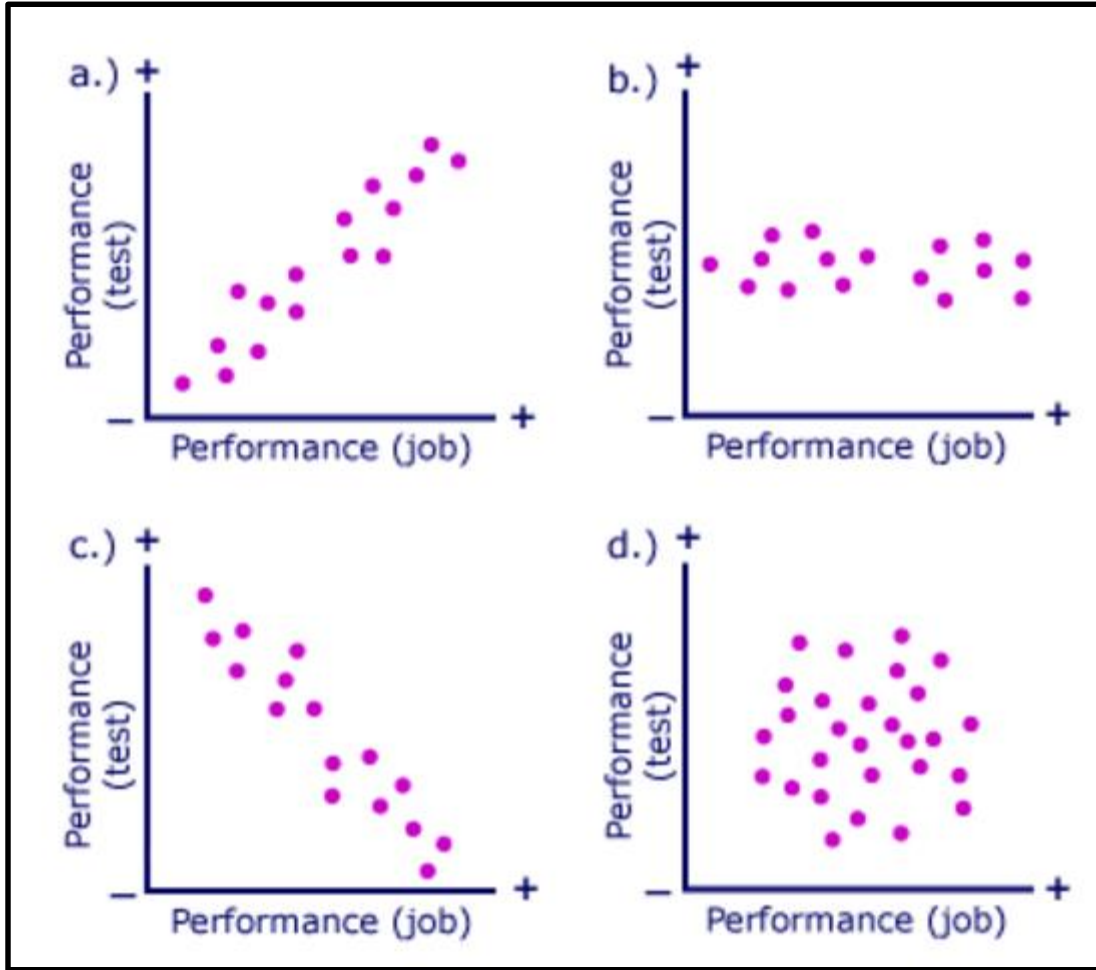 a.) +
Performance
(test)
– +
Performance (job)
b.) +
Performance
(test)
– +
Performance (job)
c.) +
Performance
(test)
– +
Performance (job)
d.) +
Performance
(test)
– +
Performance (job)